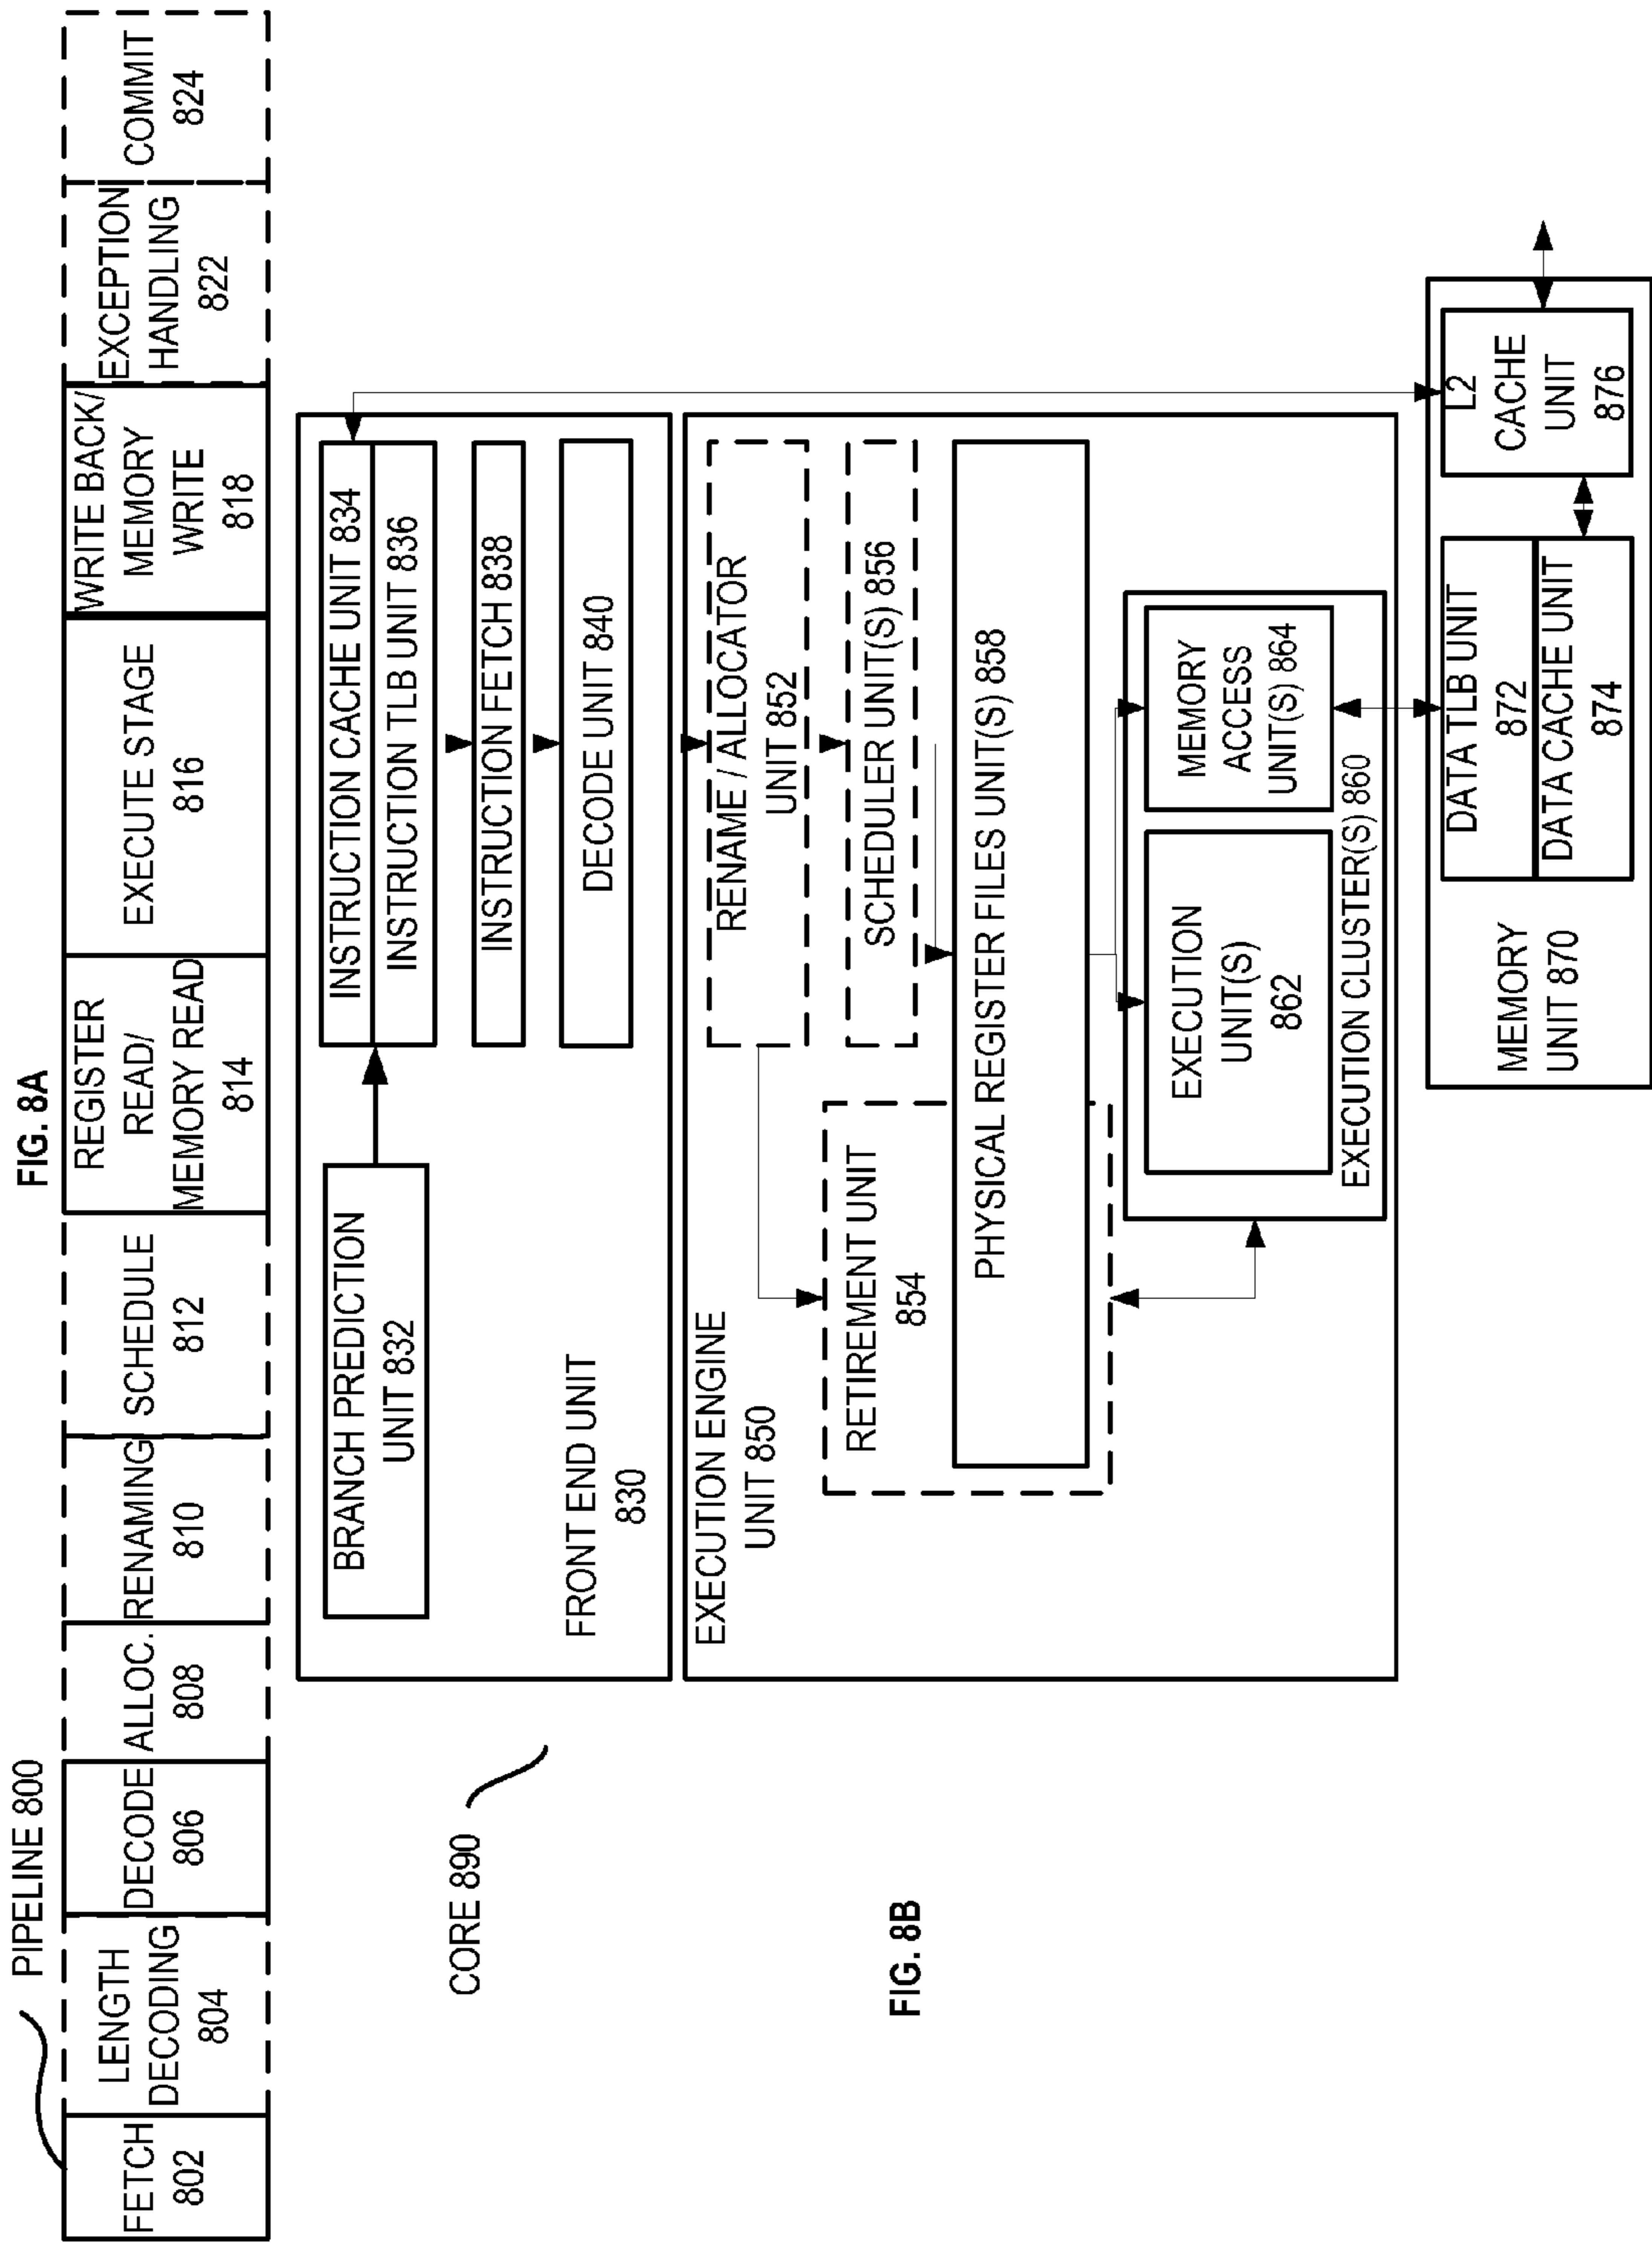 PIPELINE 800
FIG. 8A
FETCH
802
LENGTH
DECODING
804
DECODE
806
ALLOC.
808
RENAMING
810
SCHEDULE
812
REGISTER
READ/
MEMORY READ
814
EXECUTE STAGE
816
WRITE BACK/
MEMORY
WRITE
818
EXCEPTION
HANDLING
822
COMMIT
824
CORE 890
BRANCH PREDICTION
UNIT 832
INSTRUCTION CACHE UNIT 834
INSTRUCTION TLB UNIT 836
INSTRUCTION FETCH 838
DECODE UNIT 840
FRONT END UNIT
830
EXECUTION ENGINE
UNIT 850
RENAME / ALLOCATOR
UNIT 852
SCHEDULER UNIT(S) 856
RETIREMENT UNIT
854
PHYSICAL REGISTER FILES UNIT(S) 858
EXECUTION
UNIT(S)
862
MEMORY
ACCESS
UNIT(S) 864
EXECUTION CLUSTER(S) 860
FIG. 8B
MEMORY
UNIT 870
DATA TLB UNIT
872
DATA CACHE UNIT
874
L2
CACHE
UNIT
876